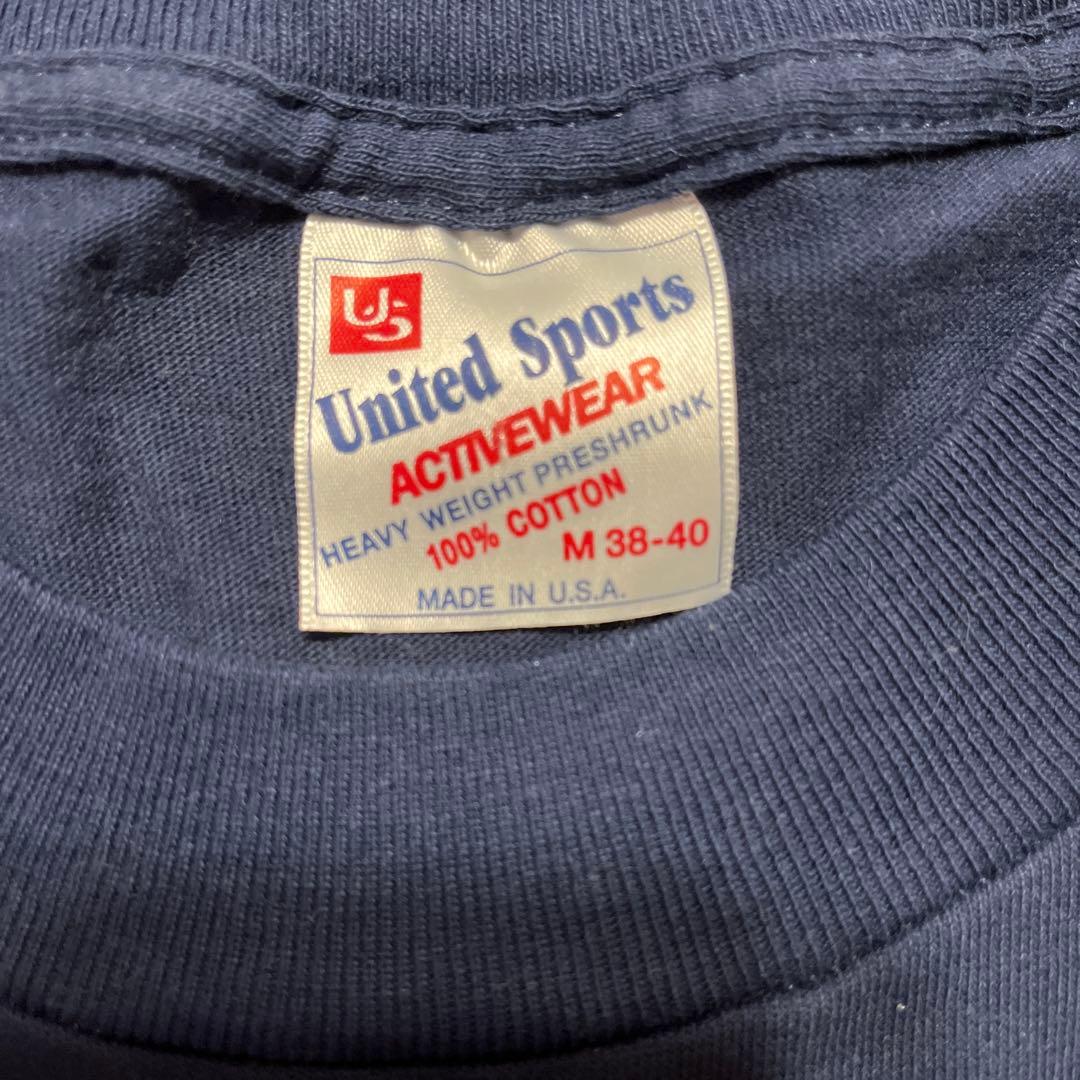 US
United Sports
ACTIVEWEAR
HEAVY WEIGHT PRESHRUNK
100% COTTON
M 38-40
MADE IN U.S.A.